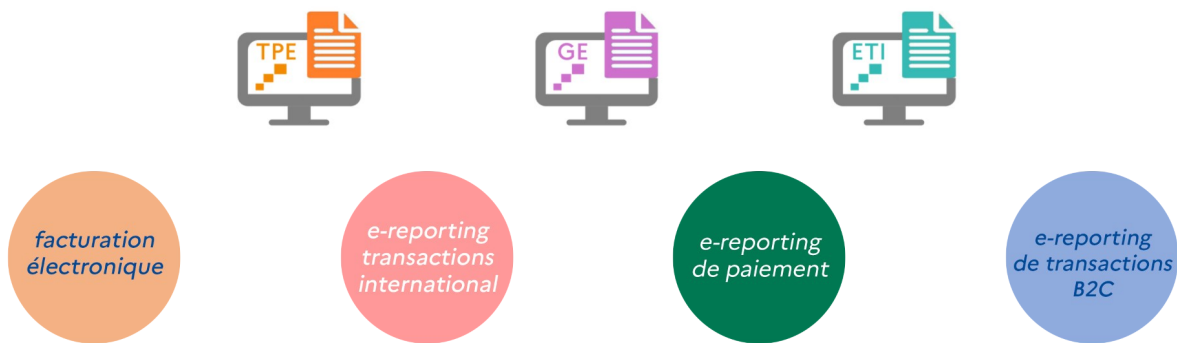 TPE
GE
ETI
facturation
électronique
e-reporting
transactions
international
e-reporting
de paiement
e-reporting
de transactions
B2C